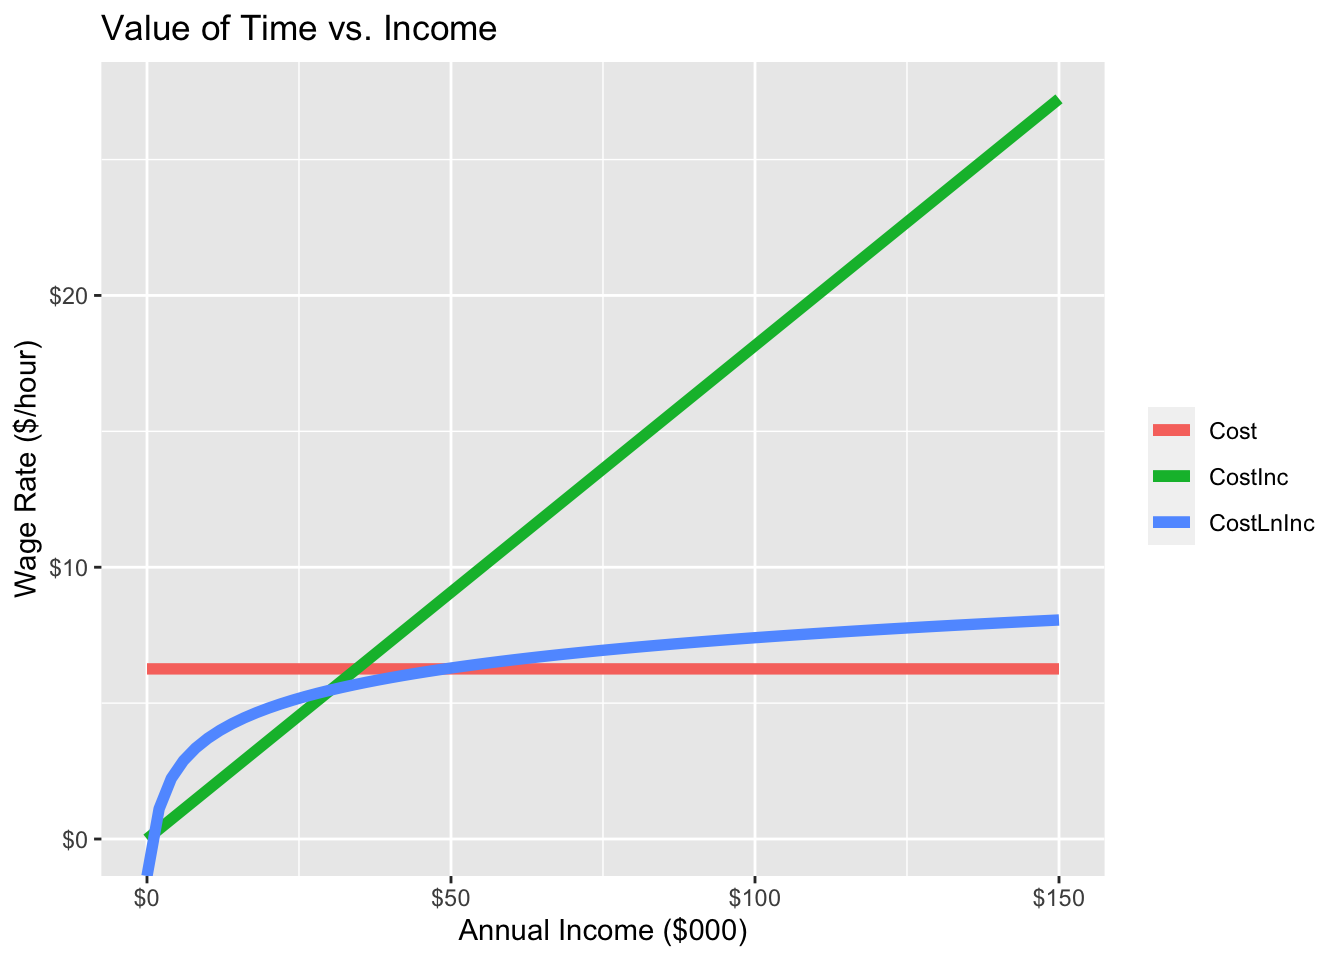 Value of Time vs. Income
Wage Rate ($/hour)
$20
$10
$0
$0
$50
$100
$150
Annual Income ($000)
Cost
CostInc
CostLnInc